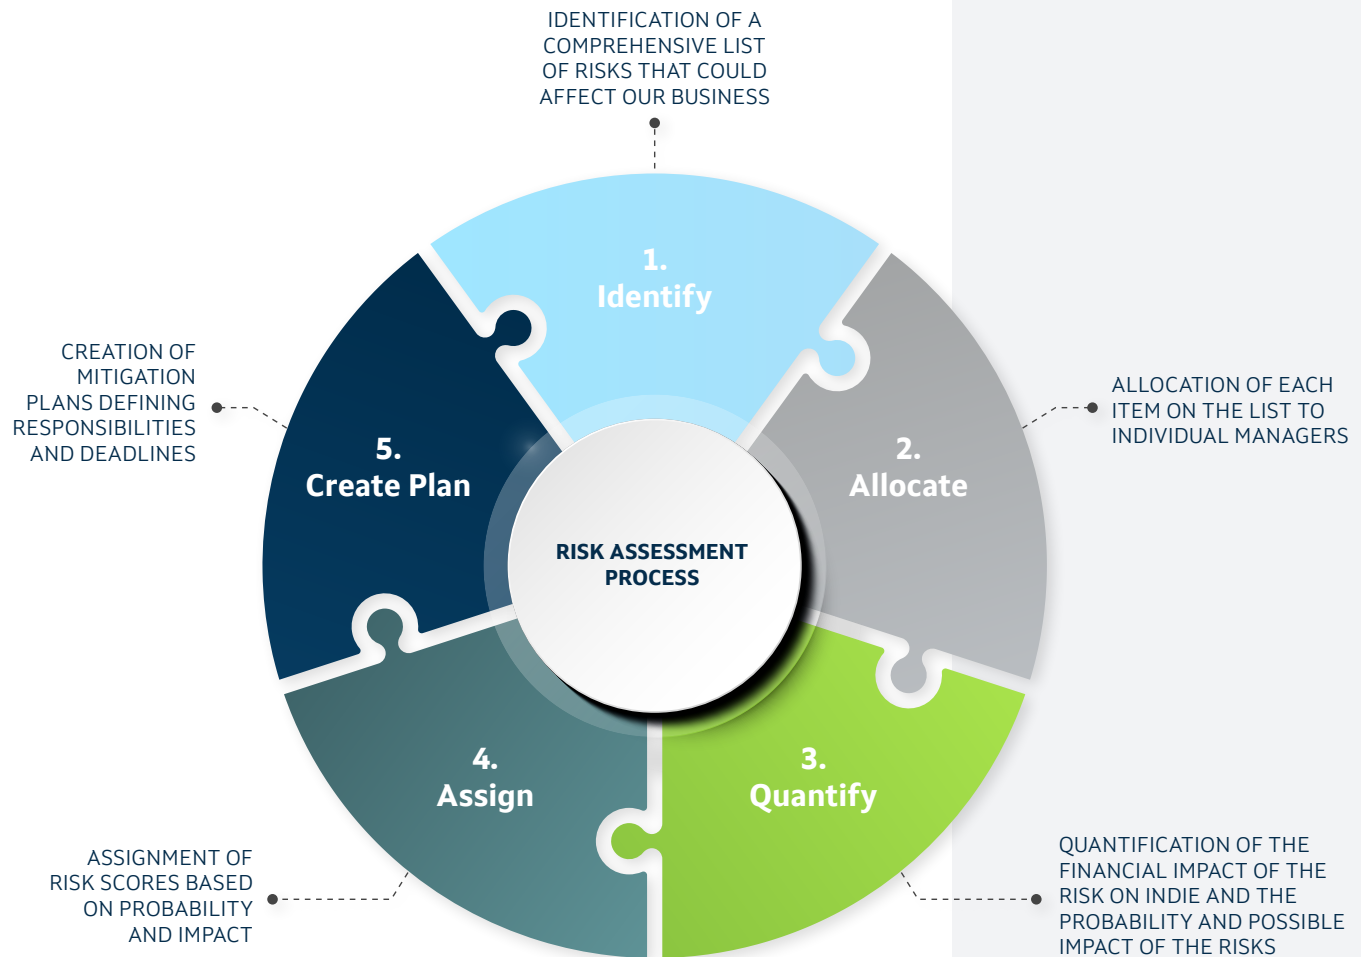 IDENTIFICATION OF A
COMPREHENSIVE LIST
OF RISKS THAT COULD
AFFECT OUR BUSINESS
1.
Identify
CREATION OF
MITIGATION
PLANS DEFINING
RESPONSIBILITIES
AND DEADLINES
5.
Create Plan
2.
Allocate
ALLOCATION OF EACH
ITEM ON THE LIST TO
INDIVIDUAL MANAGERS
RISK ASSESSMENT
PROCESS
4.
Assign
3.
Quantify
ASSIGNMENT OF
RISK SCORES BASED
ON PROBABILITY
AND IMPACT
QUANTIFICATION OF THE
FINANCIAL IMPACT OF THE
RISK ON INDIE AND THE
PROBABILITY AND POSSIBLE
IMPACT OF THE RISKS